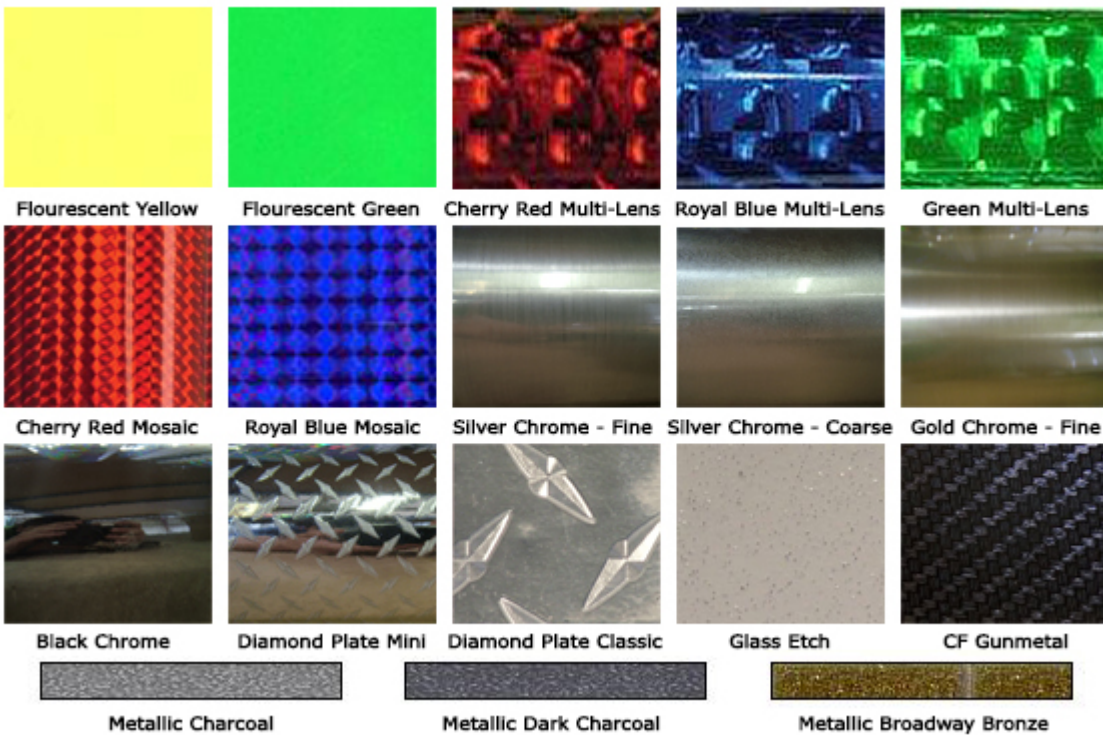 Flourescent Yellow
Flourescent Green
Cherry Red Multi-Lens
Royal Blue Multi-Lens
Green Multi-Lens
Cherry Red Mosaic
Royal Blue Mosaic
Silver Chrome - Fine
Silver Chrome - Coarse
Gold Chrome - Fine
Black Chrome
Diamond Plate Mini
Diamond Plate Classic
Glass Etch
CF Gunmetal
Metallic Charcoal
Metallic Dark Charcoal
Metallic Broadway Bronze